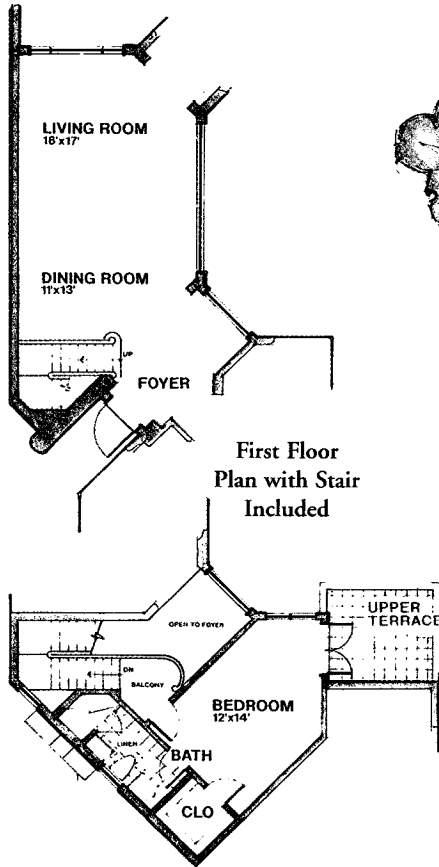 LIVING ROOM
16'x17'
DINING ROOM
11'x13'
UP
FOYER
First Floor
Plan with Stair
Included
OPEN TO FOYER
UPPER
TERRACE
DN
BALCONY
BEDROOM
12'x14'
LINEN
BATH
CLO